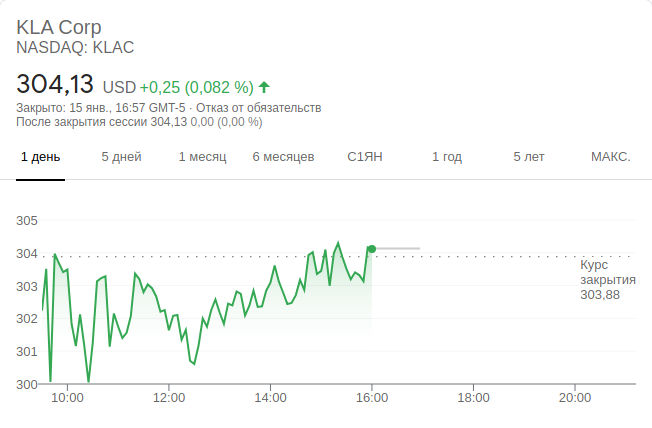 KLA Corp
NASDAQ: KLAC
304,13 USD +0,25 (0,082 %)
Закрыто: 15 янв., 16:57 GMT-5 · Отказ от обязательств
После закрытия сессии 304,13 0,00 (0,00 %)
1 день 5 дней 1 месяц 6 месяцев С1ЯН 1 год 5 лет МАКС.
305
304
303
302
301
300
Курс
закрытия
303,88
10:00 12:00 14:00 16:00 18:00 20:00